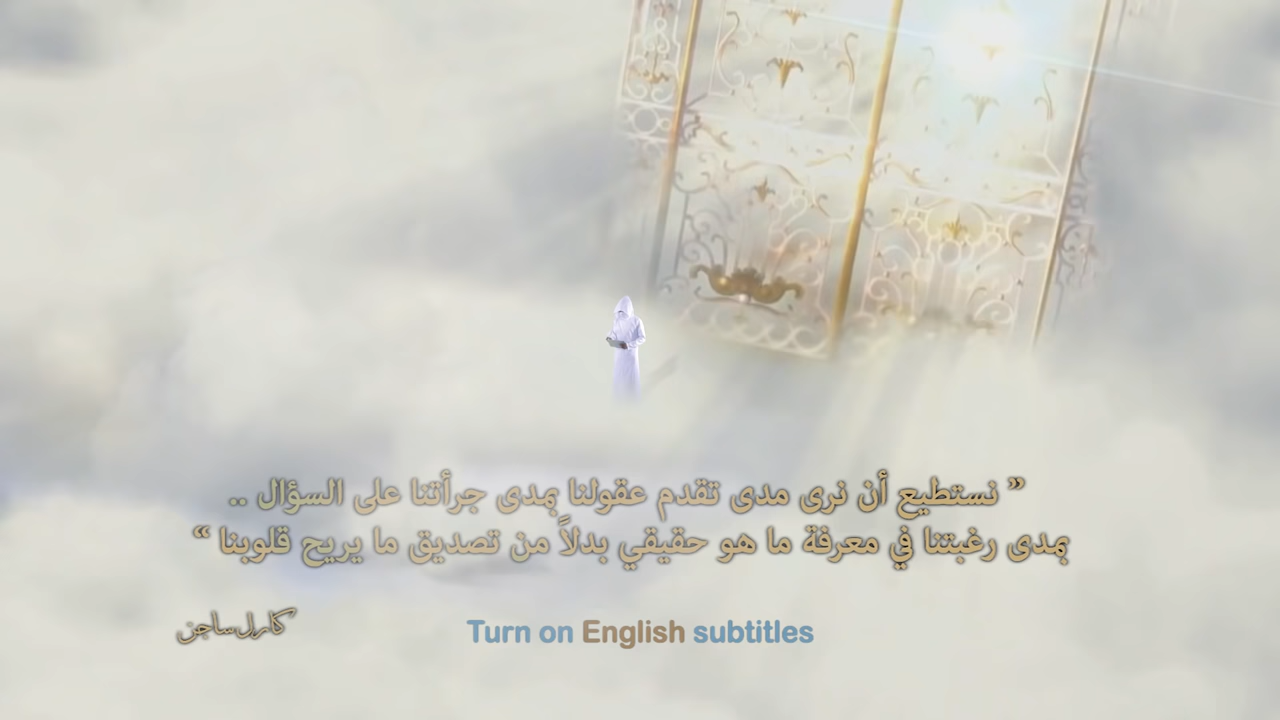 ” نستطيع أن نرى مدى تقدم عقولنا بمدى جرأتنا على السؤال ..
بمدى رغبتنا في معرفة ما هو حقيقي بدلاً من تصديق ما يريح قلوبنا “
كارل ساجن
Turn on English subtitles